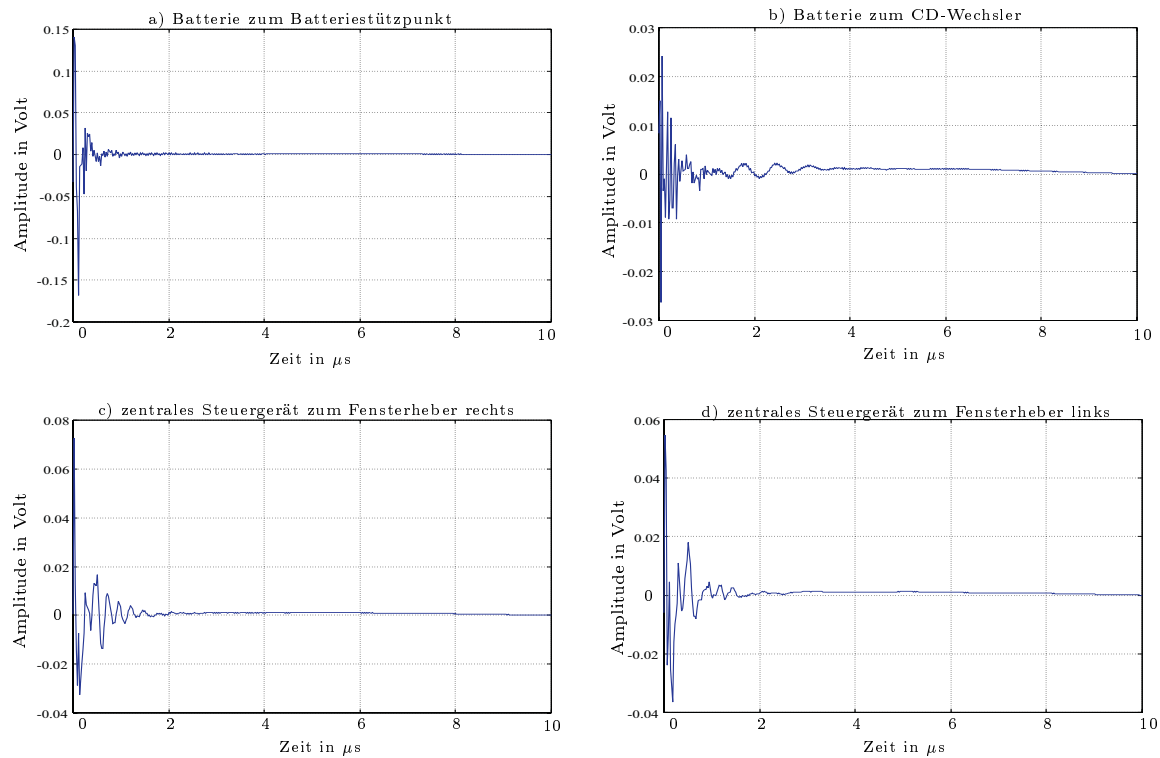 a) Batterie zum Batteriestützpunkt
0.15
0.1
0.05
0
-0.05
-0.1
-0.15
-0.2
Amplitude in Volt
0 2 4 6 8 10
Zeit in μs
b) Batterie zum CD-Wechsler
0.03
0.02
0.01
0
-0.01
-0.02
-0.03
Amplitude in Volt
0 2 4 6 8 10
Zeit in μs
c) zentrales Steuergerät zum Fensterheber rechts
0.08
0.06
0.04
0.02
0
-0.02
-0.04
Amplitude in Volt
0 2 4 6 8 10
Zeit in μs
d) zentrales Steuergerät zum Fensterheber links
0.06
0.04
0.02
0
-0.02
-0.04
Amplitude in Volt
0 2 4 6 8 10
Zeit in μs